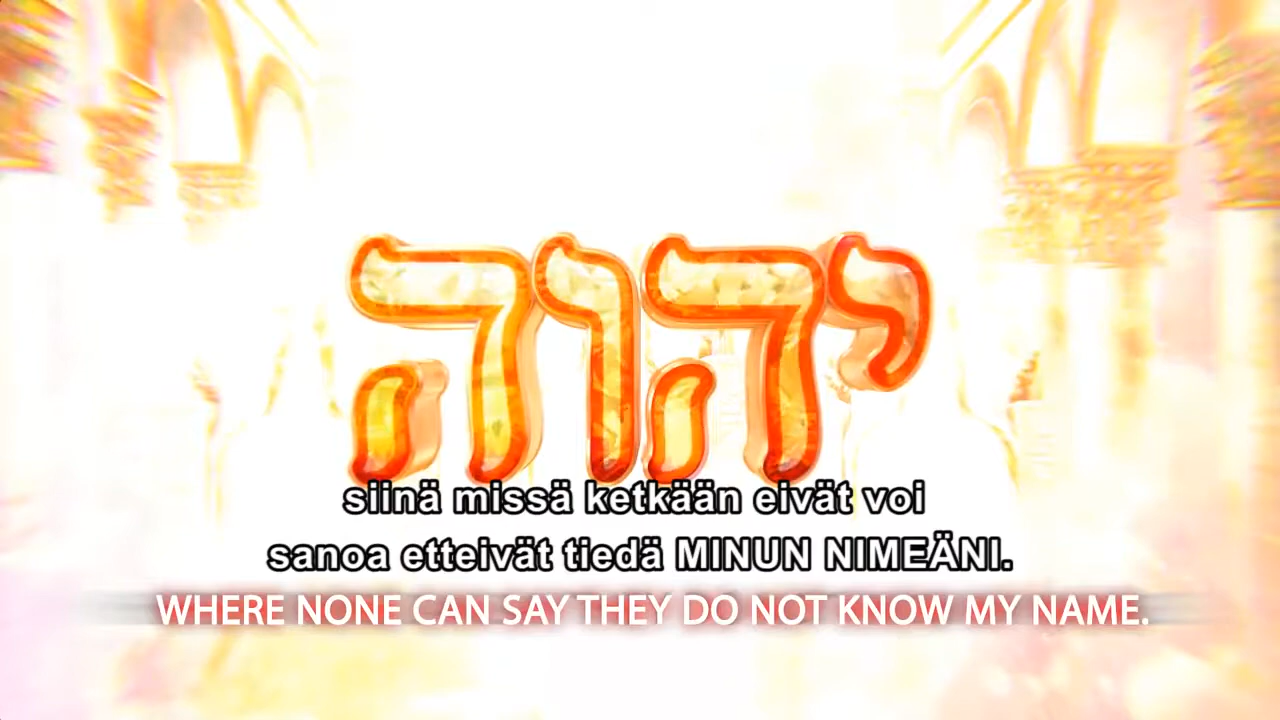 יהוה
siinä missä ketkään eivät voi
sanoa etteivät tiedä MINUN NIMEÄNI.
WHERE NONE CAN SAY THEY DO NOT KNOW MY NAME.